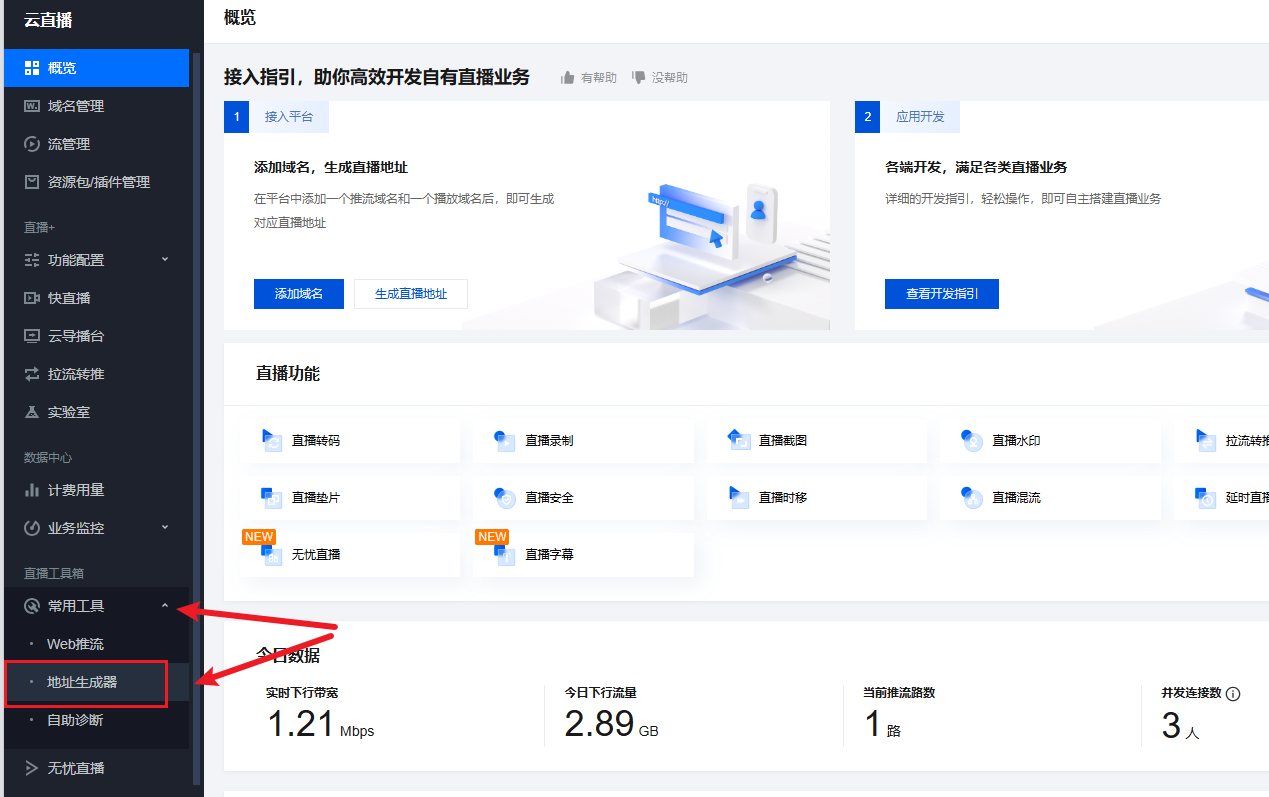 云直播
概览
域名管理
流管理
资源包/插件管理
直播+
功能配置
快直播
云导播台
拉流转推
实验室
数据中心
计费用量
业务监控
直播工具箱
常用工具
Web推流
地址生成器
自助诊断
无忧直播
概览
接入指引，助你高效开发自有直播业务
有帮助
没帮助
1 接入平台
添加域名，生成直播地址
在平台中添加一个推流域名和一个播放域名后，即可生成
对应直播地址
http://
添加域名
生成直播地址
2 应用开发
各端开发，满足各类直播业务
详细的开发指引，轻松操作，即可自主搭建直播业务
查看开发指引
直播功能
直播转码
直播录制
直播截图
直播水印
拉流转推
直播垫片
直播安全
直播时移
直播混流
延时直播
NEW
无忧直播
NEW
直播字幕
今日数据
实时下行带宽
1.21 Mbps
今日下行流量
2.89 GB
当前推流路数
1 路
并发连接数
3 人